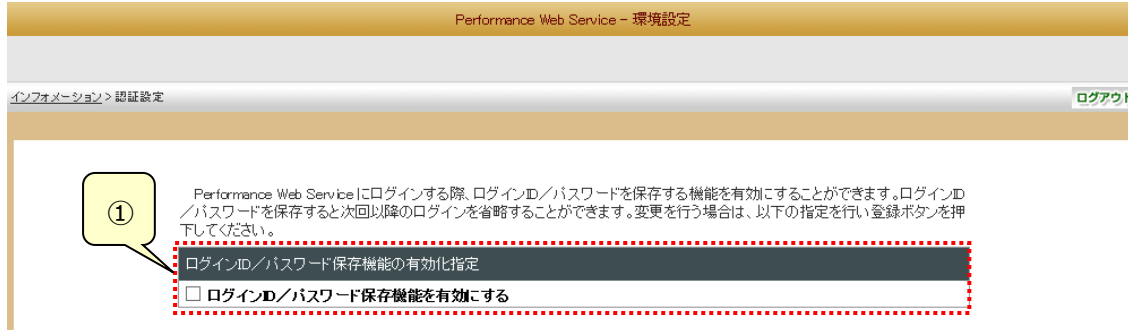 Performance Web Service - 環境設定
インフォメーション > 認証設定
ログアウト
①
Performance Web Serviceにログインする際、ログインID／パスワードを保存する機能を有効にすることができます。ログインID
／パスワードを保存すると次回以降のログインを省略することができます。変更を行う場合は、以下の指定を行い登録ボタンを押
下してください。
ログインID／パスワード保存機能の有効化指定
ログインID／パスワード保存機能を有効にする